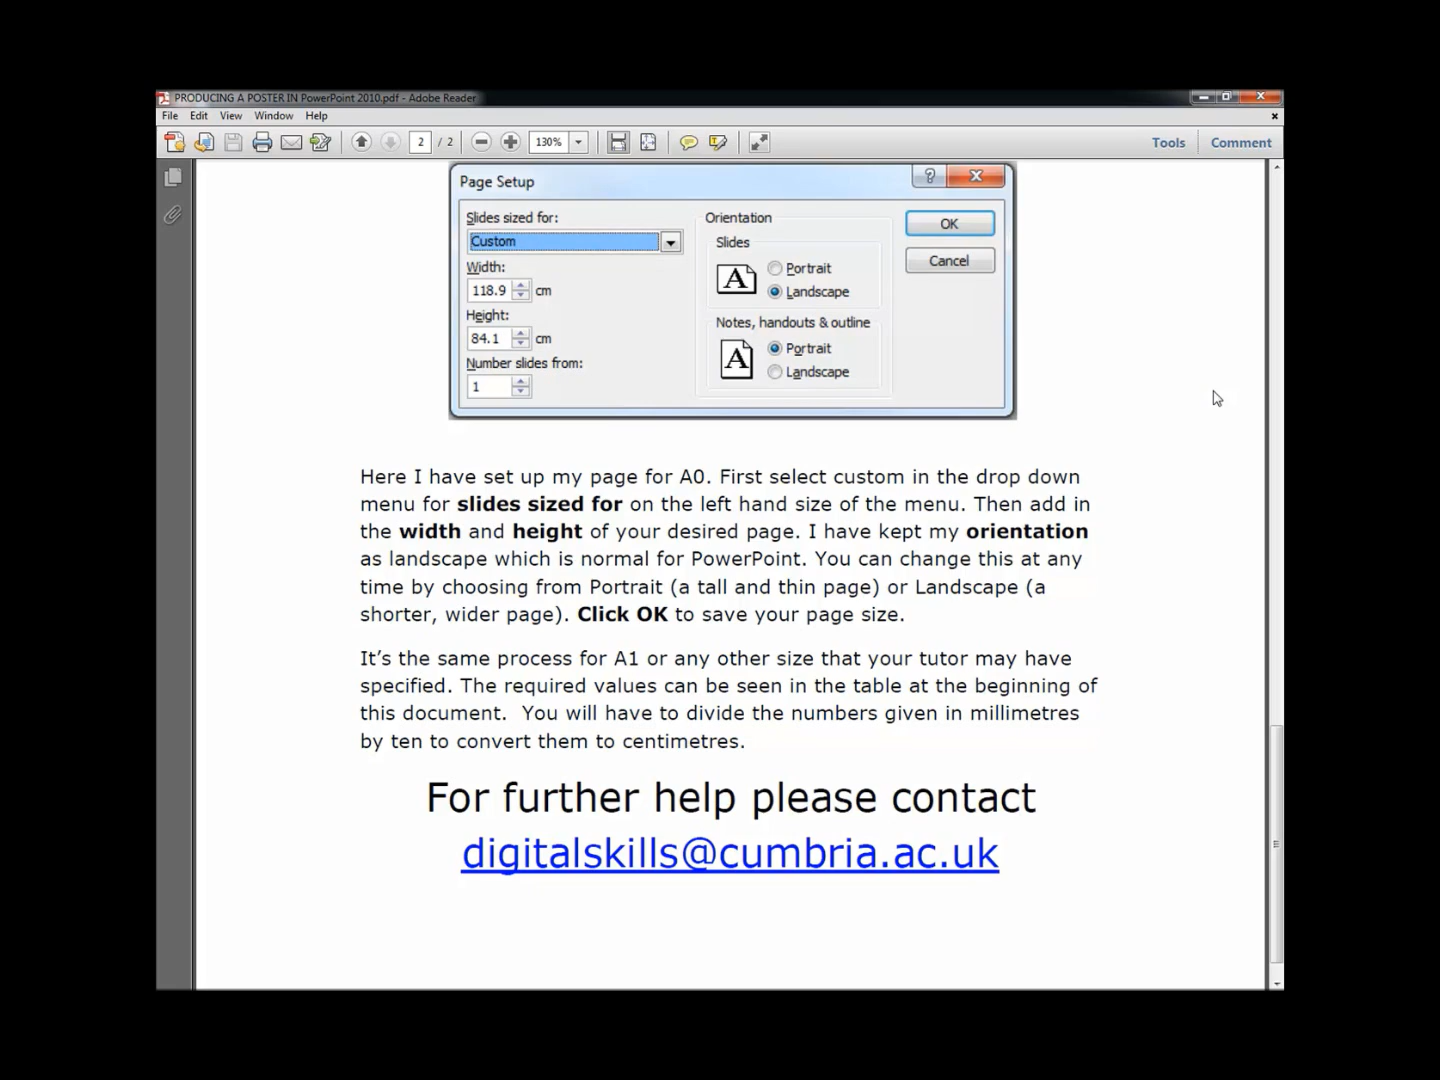 PRODUCING A POSTER IN PowerPoint 2010.pdf - Adobe Reader
File Edit View Window Help
2 / 2 130% Tools Comment
Page Setup
Slides sized for:
Custom
Width:
118.9 cm
Height:
84.1 cm
Number slides from:
1
Orientation
Slides
A
Portrait
Landscape
Notes, handouts & outline
A
Portrait
Landscape
OK
Cancel
Here I have set up my page for A0. First select custom in the drop down
menu for slides sized for on the left hand size of the menu. Then add in
the width and height of your desired page. I have kept my orientation
as landscape which is normal for PowerPoint. You can change this at any
time by choosing from Portrait (a tall and thin page) or Landscape (a
shorter, wider page). Click OK to save your page size.
It’s the same process for A1 or any other size that your tutor may have
specified. The required values can be seen in the table at the beginning of
this document.  You will have to divide the numbers given in millimetres
by ten to convert them to centimetres.
For further help please contact
digitalskills@cumbria.ac.uk